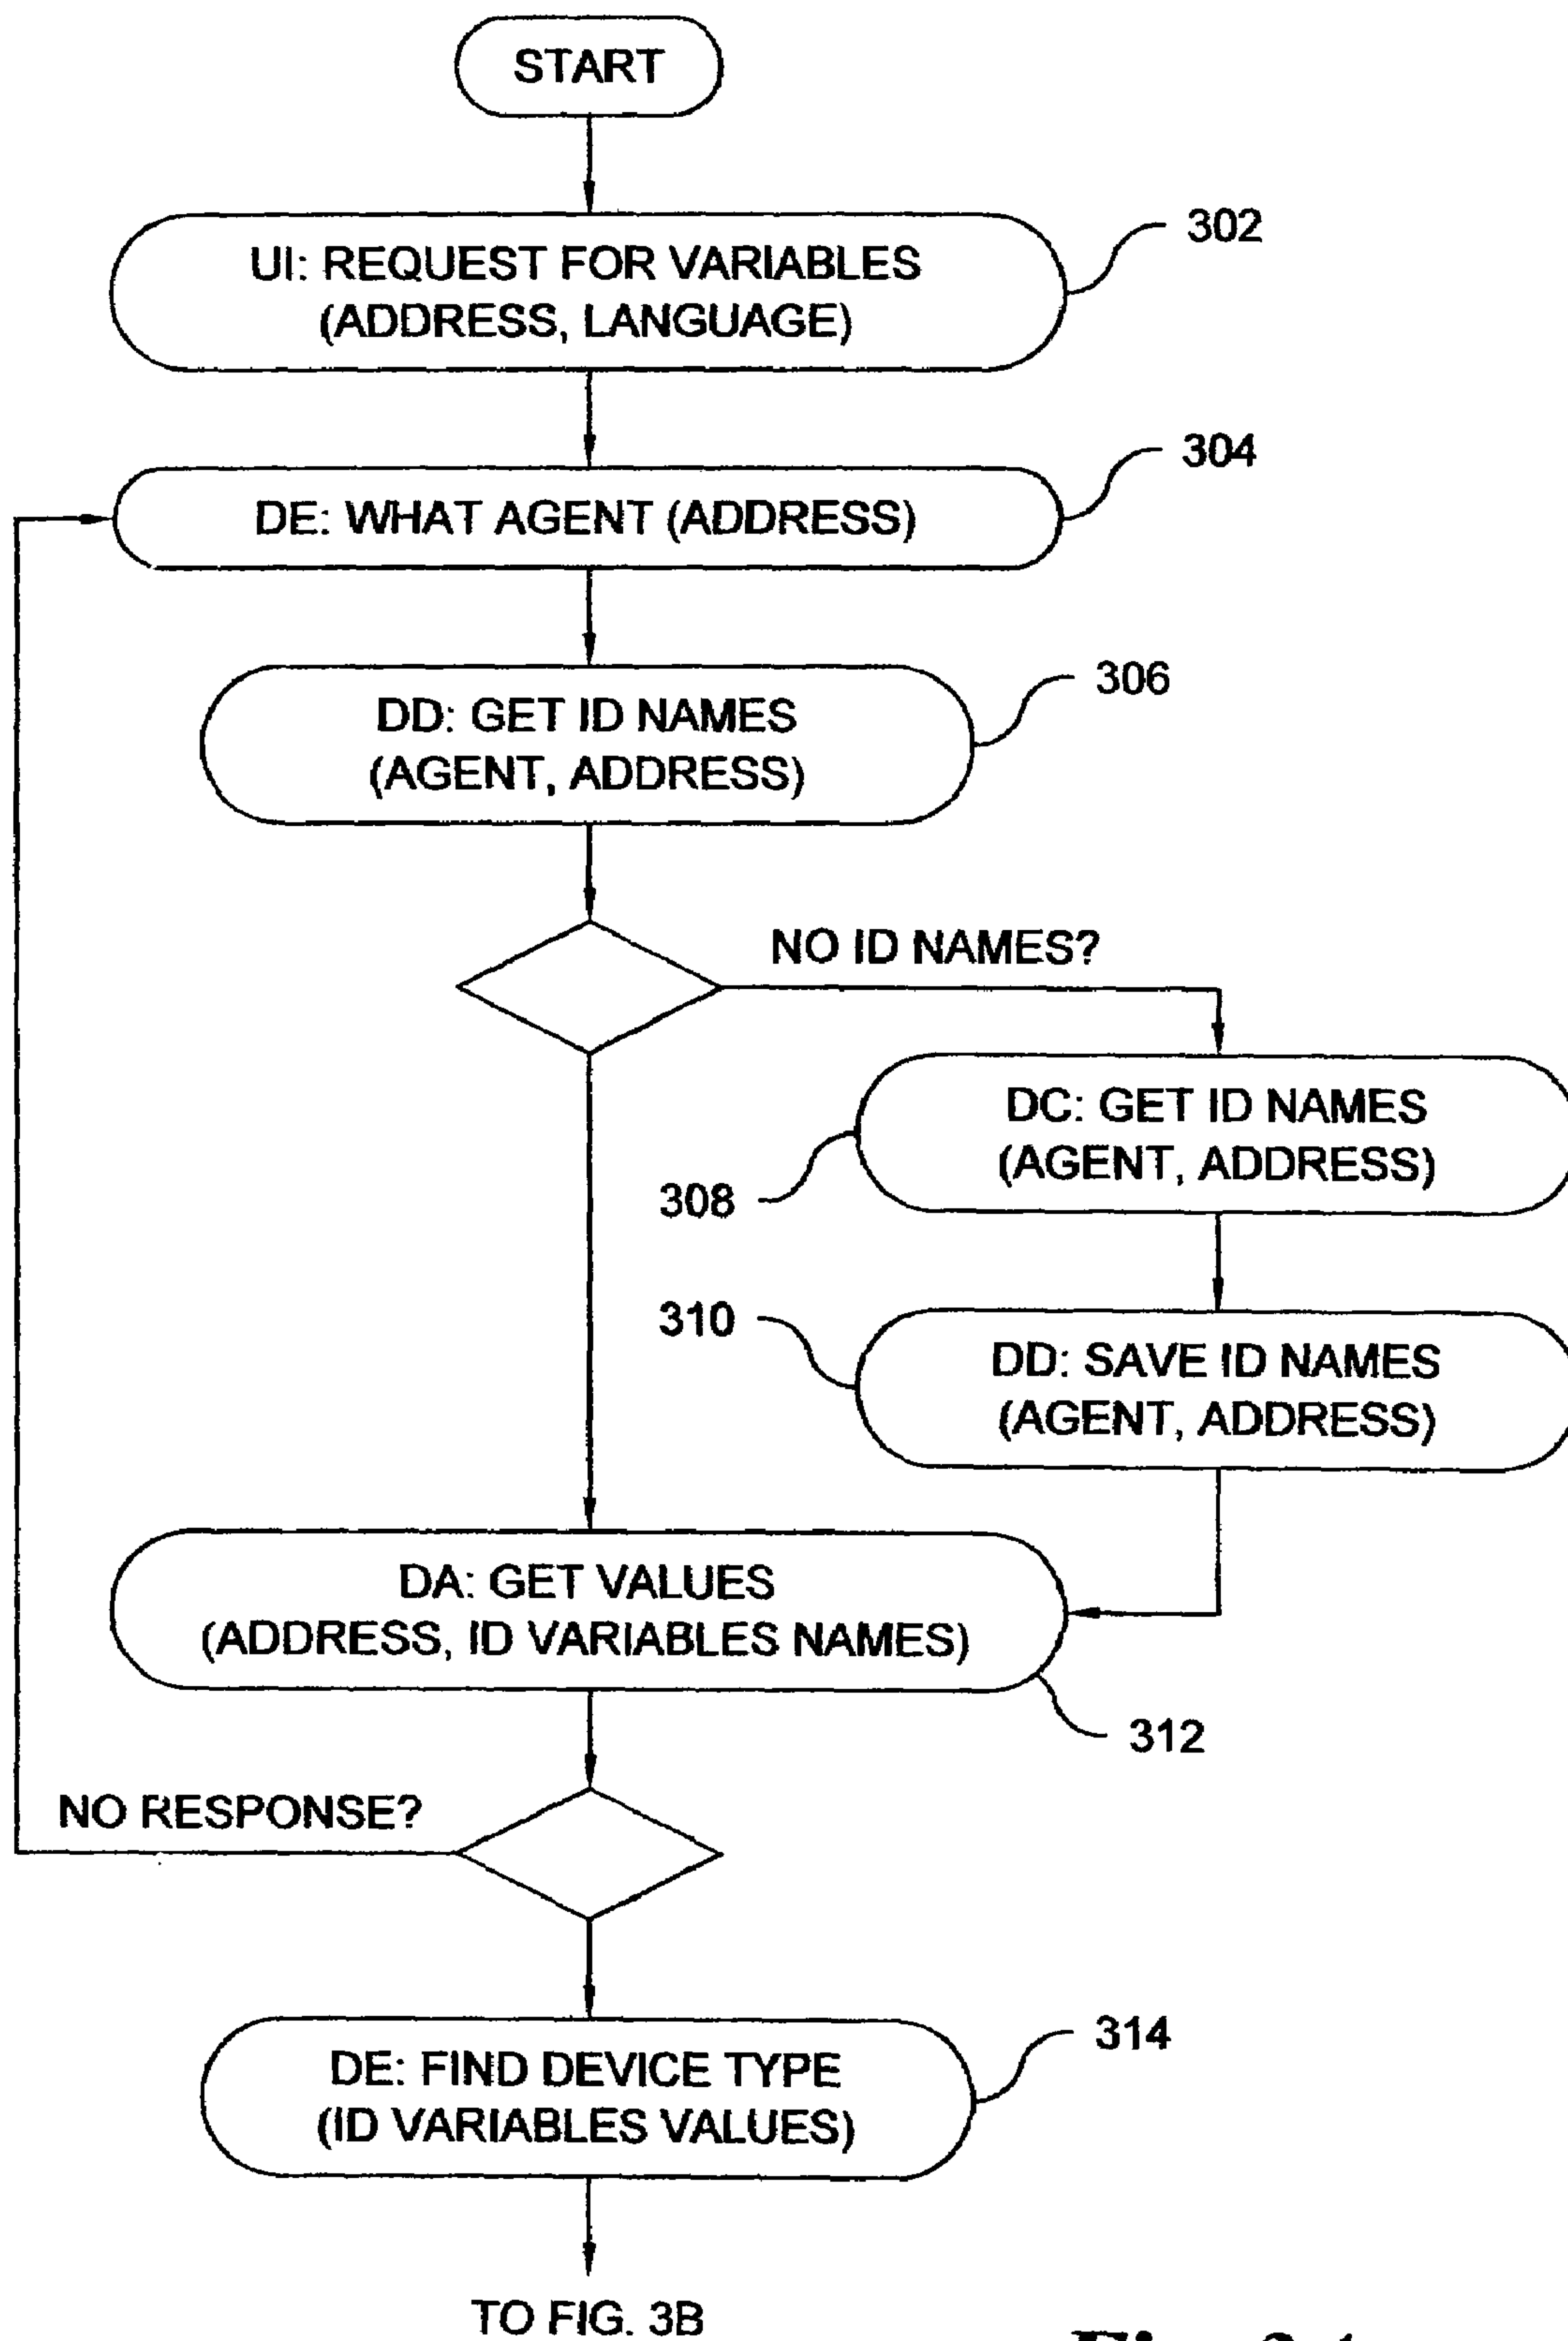 START
UI: REQUEST FOR VARIABLES
(ADDRESS, LANGUAGE)
302
DE: WHAT AGENT (ADDRESS)
304
DD: GET ID NAMES
(AGENT, ADDRESS)
306
NO ID NAMES?
DC: GET ID NAMES
(AGENT, ADDRESS)
308
DD: SAVE ID NAMES
(AGENT, ADDRESS)
310
DA: GET VALUES
(ADDRESS, ID VARIABLES NAMES)
312
NO RESPONSE?
DE: FIND DEVICE TYPE
(ID VARIABLES VALUES)
314
TO FIG. 3B